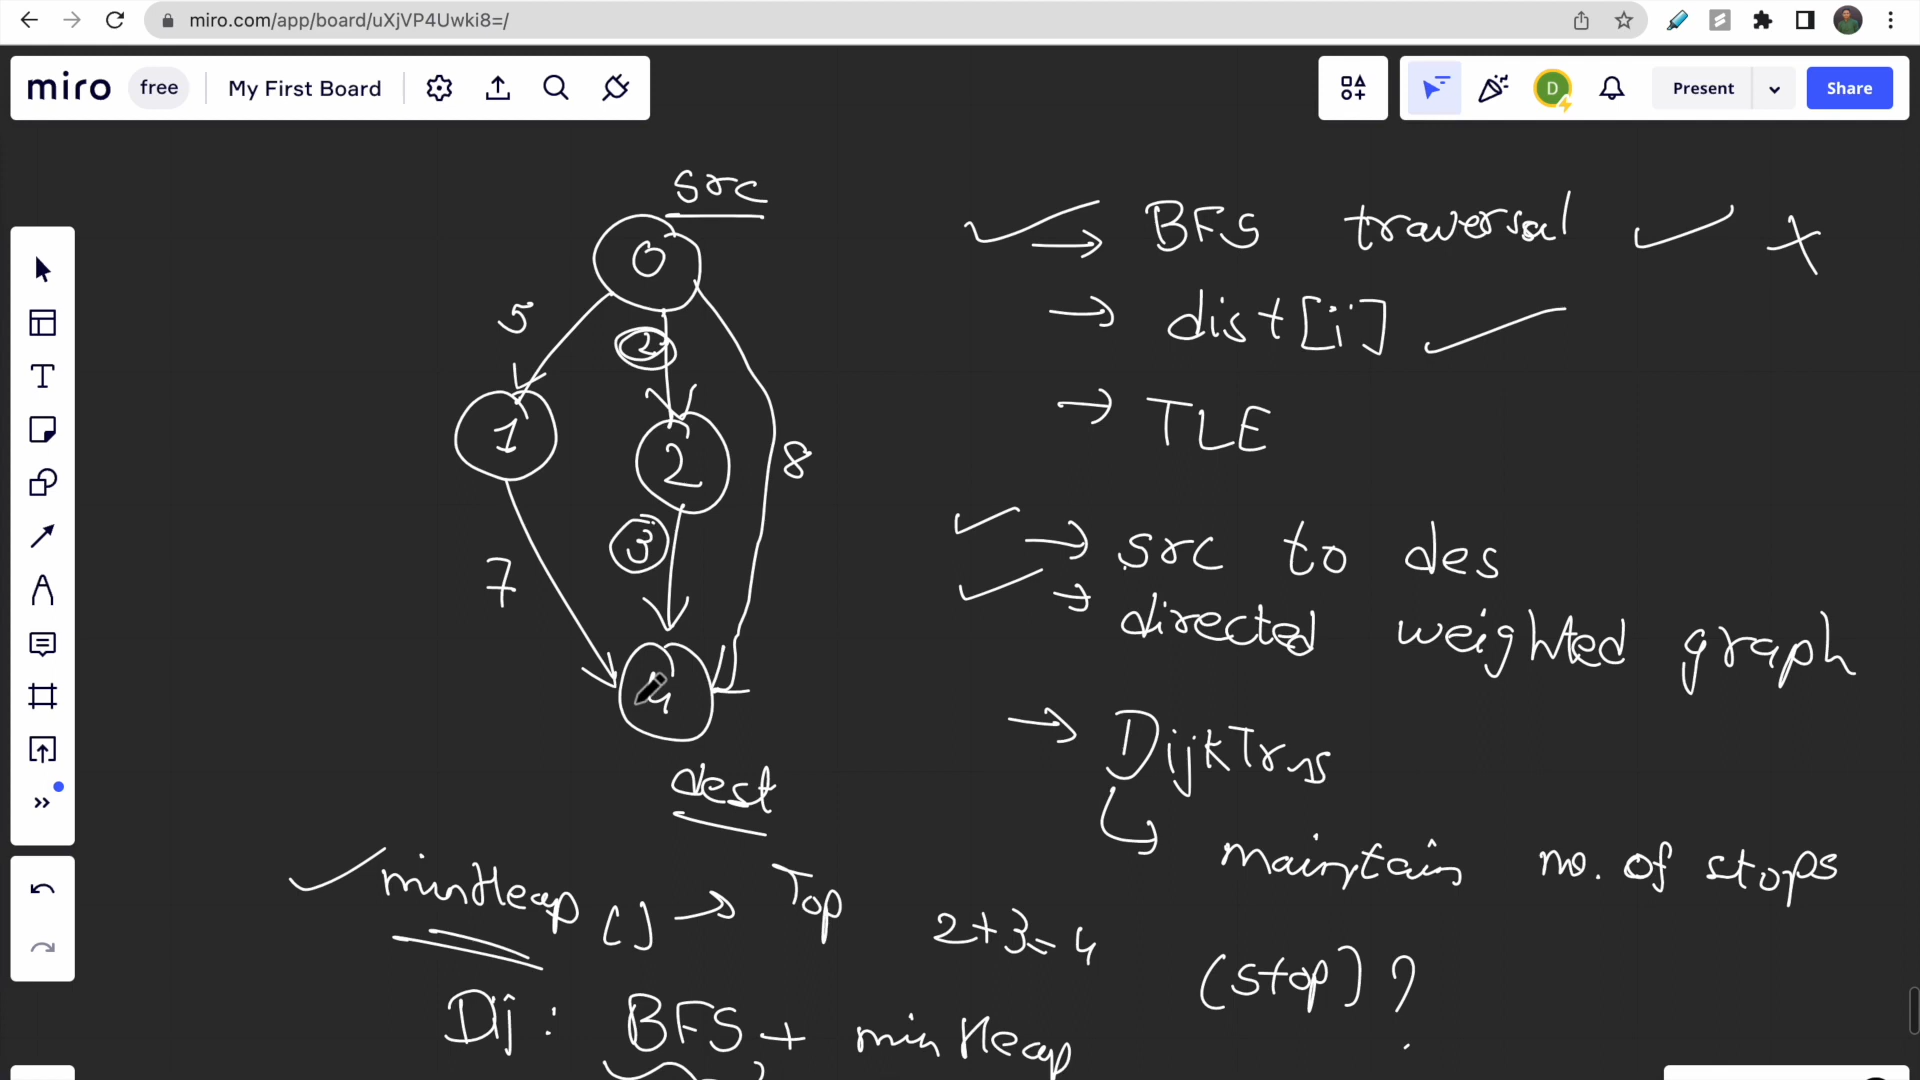 miro.com/app/board/uXjVP4Uwki8=/
miro free My First Board
D Present Share
src
0
5
2
1
2
8
7
3
4
dest
BFS traversal
dist[i]
TLE
src to des
directed weighted graph
maintain no. of stops
minHeap [] → Top
2+3=4
(stop) ?
Dij : BFS + minHeap